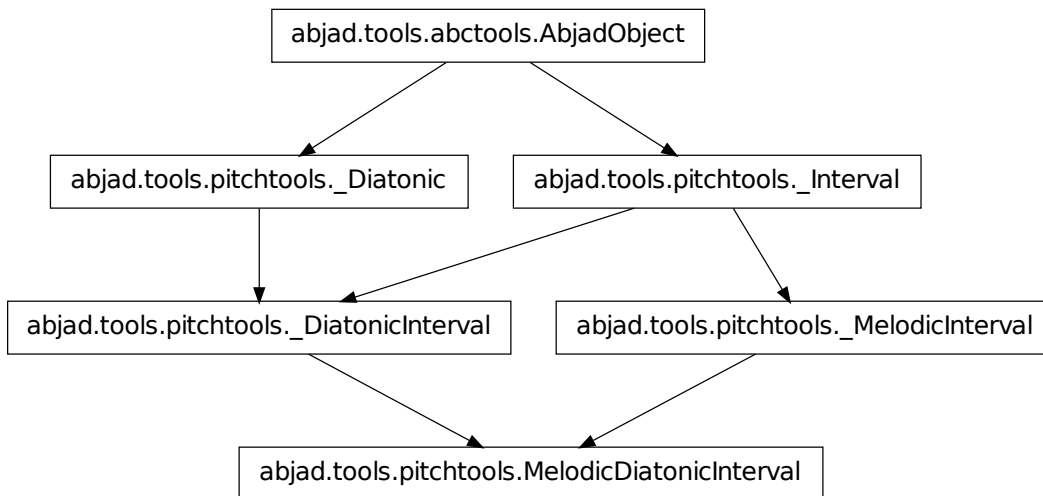 abjad.tools.abctools.AbjadObject
abjad.tools.pitchtools._Diatonic
abjad.tools.pitchtools._Interval
abjad.tools.pitchtools._DiatonicInterval
abjad.tools.pitchtools._MelodicInterval
abjad.tools.pitchtools.MelodicDiatonicInterval